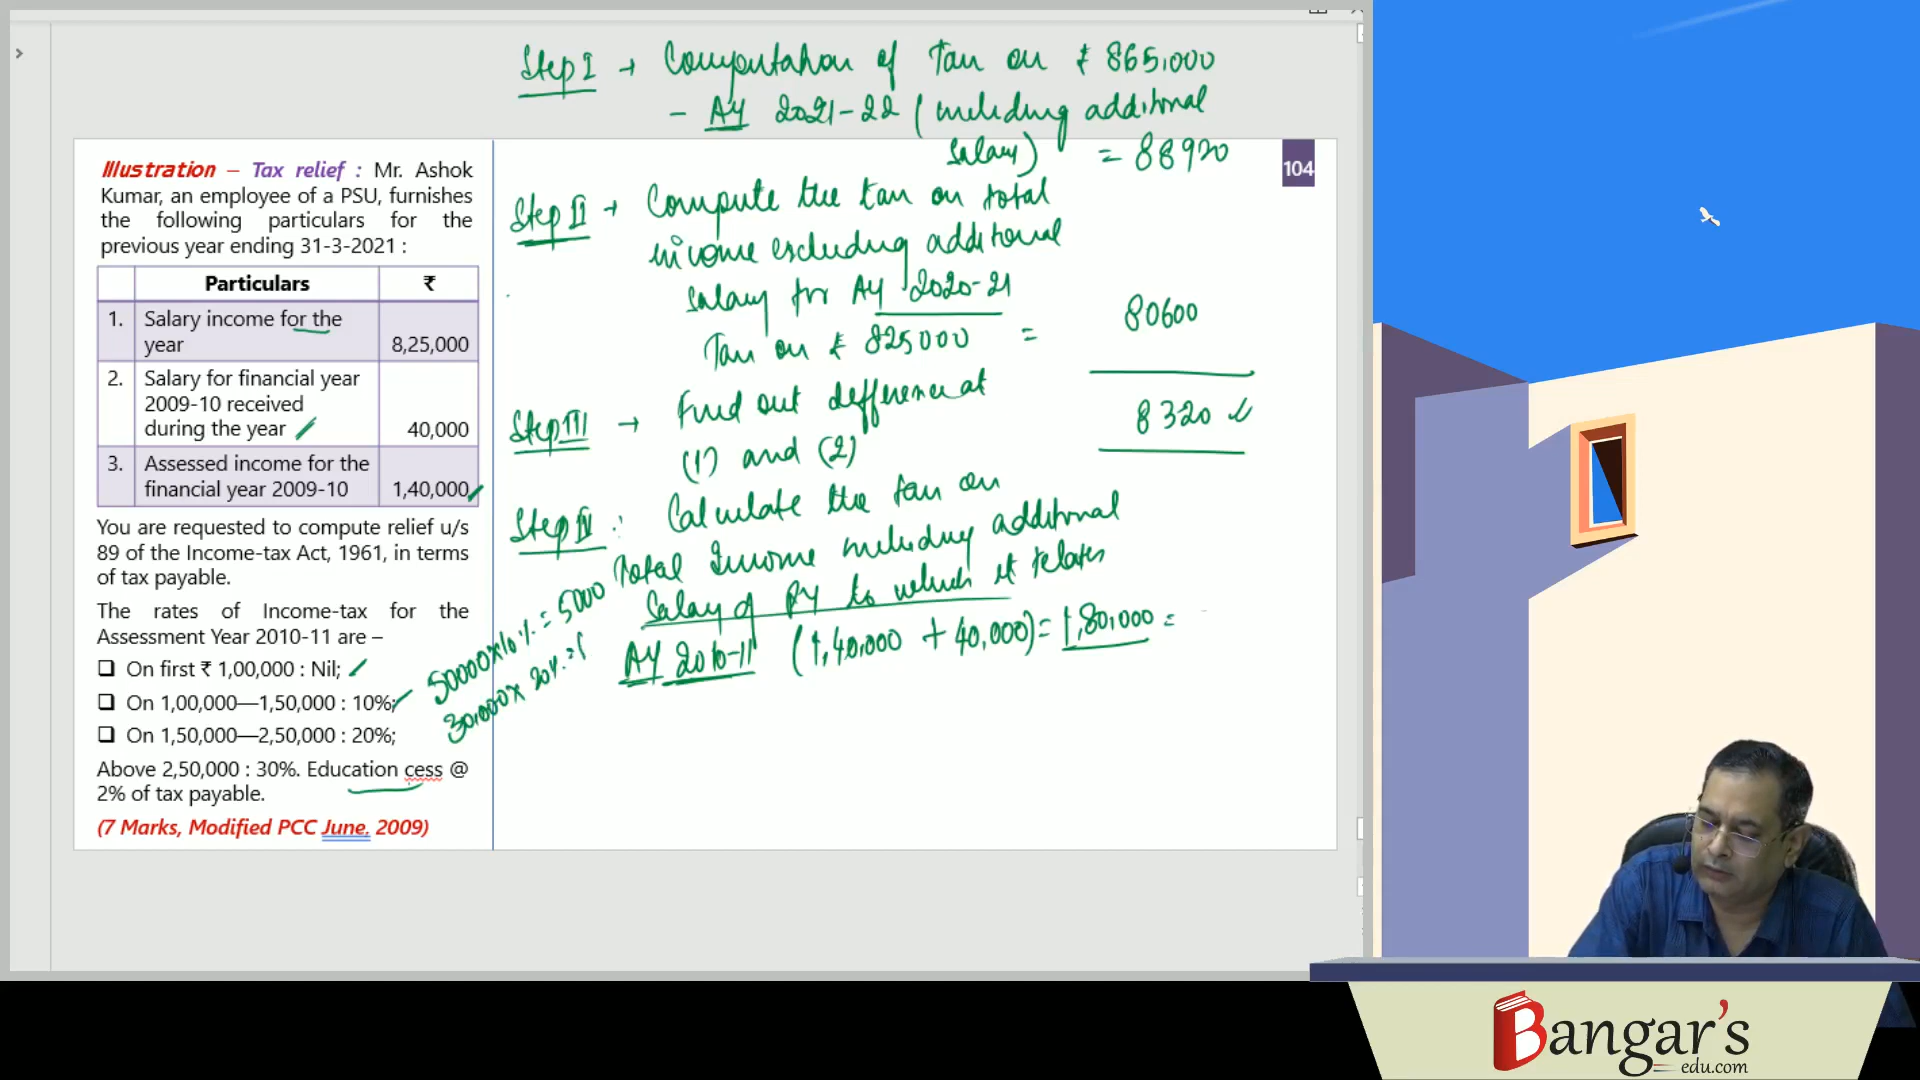 Step I → Computation of Tax on ₹ 865,000
- AY 2021-22 (including additional
salary) = 88920
104
Illustration – Tax relief : Mr. Ashok
Kumar, an employee of a PSU, furnishes
the following particulars for the
previous year ending 31-3-2021 :
Particulars ₹
1. Salary income for the
year 8,25,000
2. Salary for financial year
2009-10 received
during the year 40,000
3. Assessed income for the
financial year 2009-10 1,40,000
You are requested to compute relief u/s
89 of the Income-tax Act, 1961, in terms
of tax payable.
The rates of Income-tax for the
Assessment Year 2010-11 are –
❑ On first ₹ 1,00,000 : Nil;
❑ On 1,00,000—1,50,000 : 10%;
❑ On 1,50,000—2,50,000 : 20%;
Above 2,50,000 : 30%. Education cess @
2% of tax payable.
(7 Marks, Modified PCC June. 2009)
Step II → Compute the tax on total
income excluding additional
salary for AY 2020-21
Tax on ₹ 825000 = 80600
Step III → Find out difference at
(1) and (2)
8320
Step IV : Calculate the tax on
Total Income including additional
Salary of PY to which it relates
AY 2010-11 (1,40,000 + 40,000) = 1,80,000 =
50000x10% = 5000
30,000x 20% =
Bangar's
edu.com